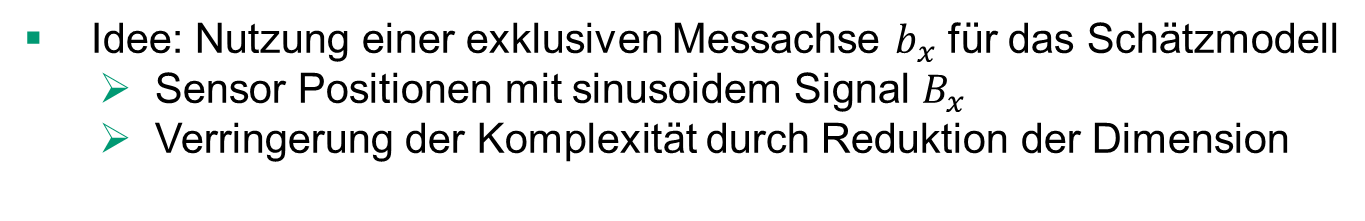 ▪ Idee: Nutzung einer exklusiven Messachse $b_x$ für das Schätzmodell
➢ Sensor Positionen mit sinusoidem Signal $B_x$
➢ Verringerung der Komplexität durch Reduktion der Dimension